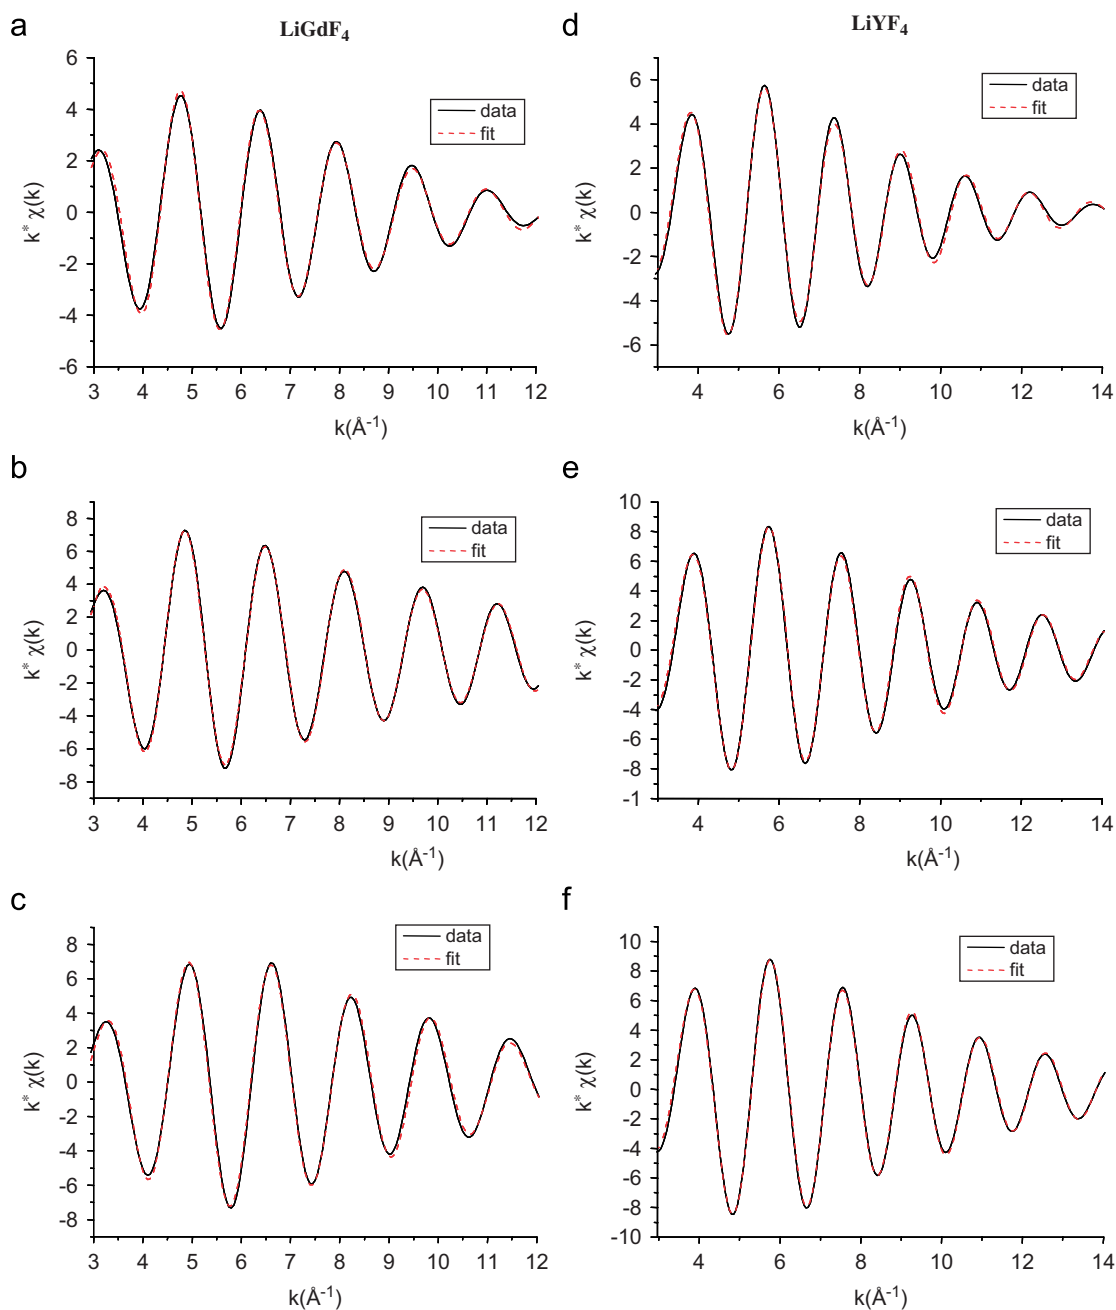 a
LiGdF4
6
4
2
0
-2
-4
-6
k* χ(k)
data
fit
3 4 5 6 7 8 9 10 11 12
k(Å-1)
d
LiYF4
6
4
2
0
-2
-4
-6
k* χ(k)
data
fit
4 6 8 10 12 14
k(Å-1)
b
8
6
4
2
0
-2
-4
-6
-8
k* χ(k)
data
fit
3 4 5 6 7 8 9 10 11 12
k(Å-1)
e
10
8
6
4
2
0
-2
-4
-6
-8
-1
k* χ(k)
data
fit
4 6 8 10 12 14
k(Å-1)
c
8
6
4
2
0
-2
-4
-6
-8
k* χ(k)
data
fit
3 4 5 6 7 8 9 10 11 12
k(Å-1)
f
10
8
6
4
2
0
-2
-4
-6
-8
-10
k* χ(k)
data
fit
4 6 8 10 12 14
k(Å-1)